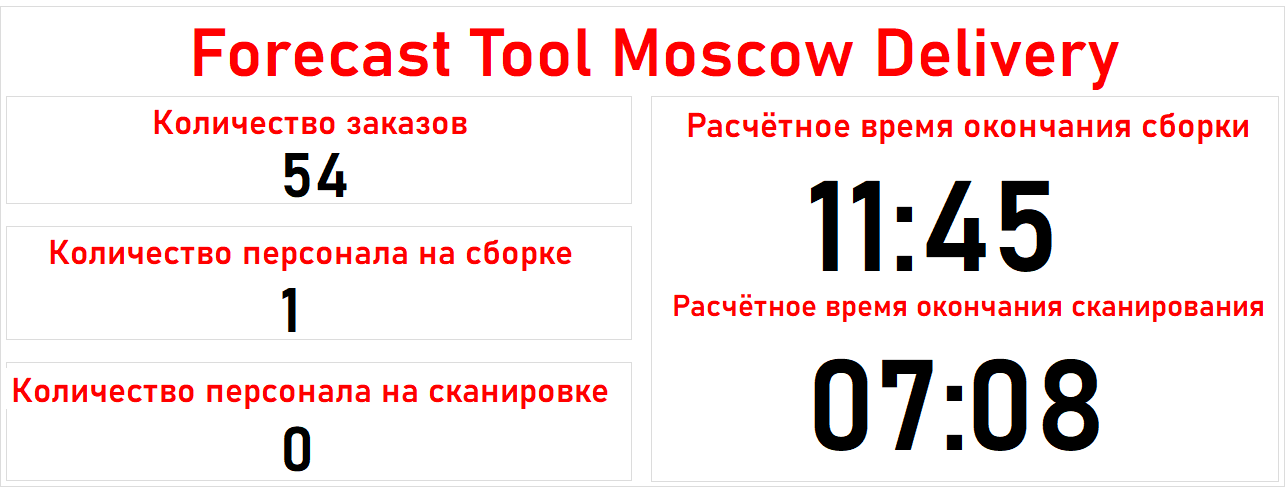 Forecast Tool Moscow Delivery
Количество заказов
54
Количество персонала на сборке
1
Количество персонала на сканировке
0
Расчётное время окончания сборки
11:45
Расчётное время окончания сканирования
07:08